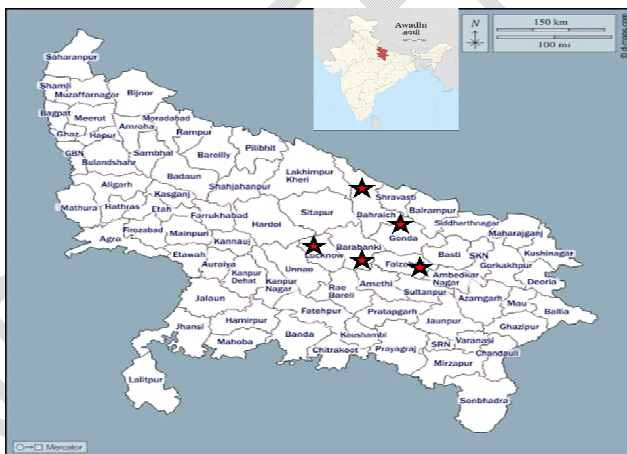 Awadhi
अवधी
N
150 km
100 mi
© d-maps.com
Saharanpur
Shamli
Muzaffarnagar
Bijnor
Bagpat
Meerut
Moradabad
Ghaz.
Hapur
Amroha
Rampur
GBN
Sambhal
Bareilly
Pilibhit
Bulandshahr
Lakhimpur
Kheri
Aligarh
Badaun
Shahjahanpur
Shravasti
Mathura
Hathras
Kasganj
Etah
Farrukhabad
Sitapur
Bahraich
Balrampur
Siddharthnagar
Maharajganj
Agra
Firozabad
Mainpuri
Hardoi
Gonda
Etawah
Kannauj
Barabanki
Lucknow
Basti
SKN
Kushinagar
Gorkakhpur
Auraiya
Kanpur
Dehat
Unnao
Kanpur
Nagar
Rae
Bareli
Amethi
Ambedkar
Nagar
Sultanpur
Deoria
Azamgarh
Mau
Ballia
Jalaun
Fatehpur
Pratapgarh
Jaunpur
Ghazipur
Jhansi
Hamirpur
Mahoba
Banda
Kaushambi
Chitrakoot
Prayagraj
SRN
Varanasi
Chandauli
Mirzapur
Lalitpur
Sonbhadra
Mercator